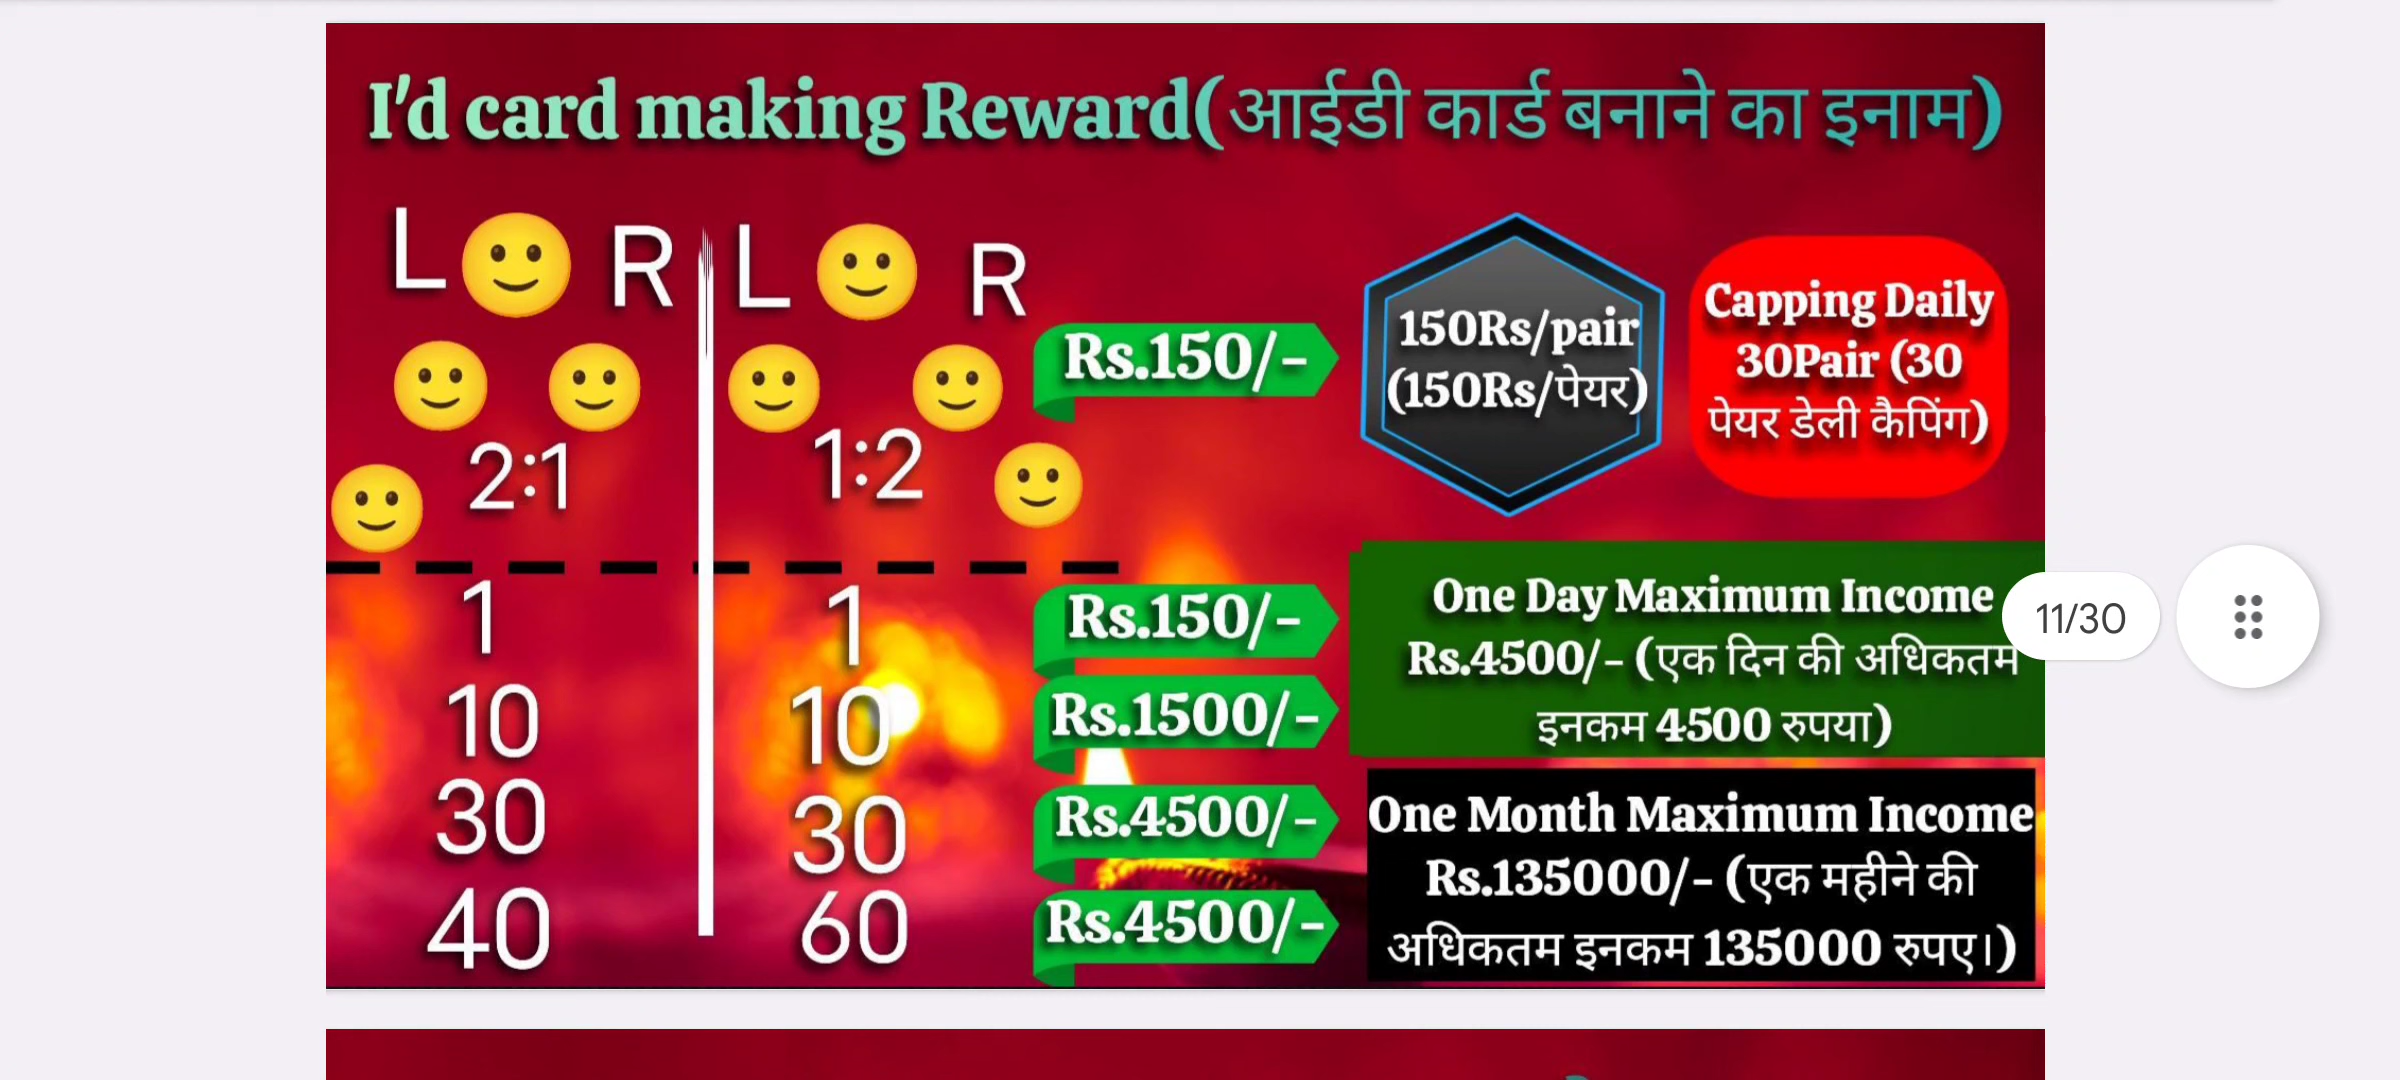 I'd card making Reward(आईडी कार्ड बनाने का इनाम)
L R L R
Rs.150/-
150Rs/pair
(150Rs/पेयर)
Capping Daily
30Pair (30
पेयर डेली कैपिंग)
2:1 1:2
1 1 Rs.150/-
10 10 Rs.1500/-
30 30 Rs.4500/-
40 60 Rs.4500/-
One Day Maximum Income
Rs.4500/- (एक दिन की अधिकतम
इनकम 4500 रुपया)
11/30
One Month Maximum Income
Rs.135000/- (एक महीने की
अधिकतम इनकम 135000 रुपए।)